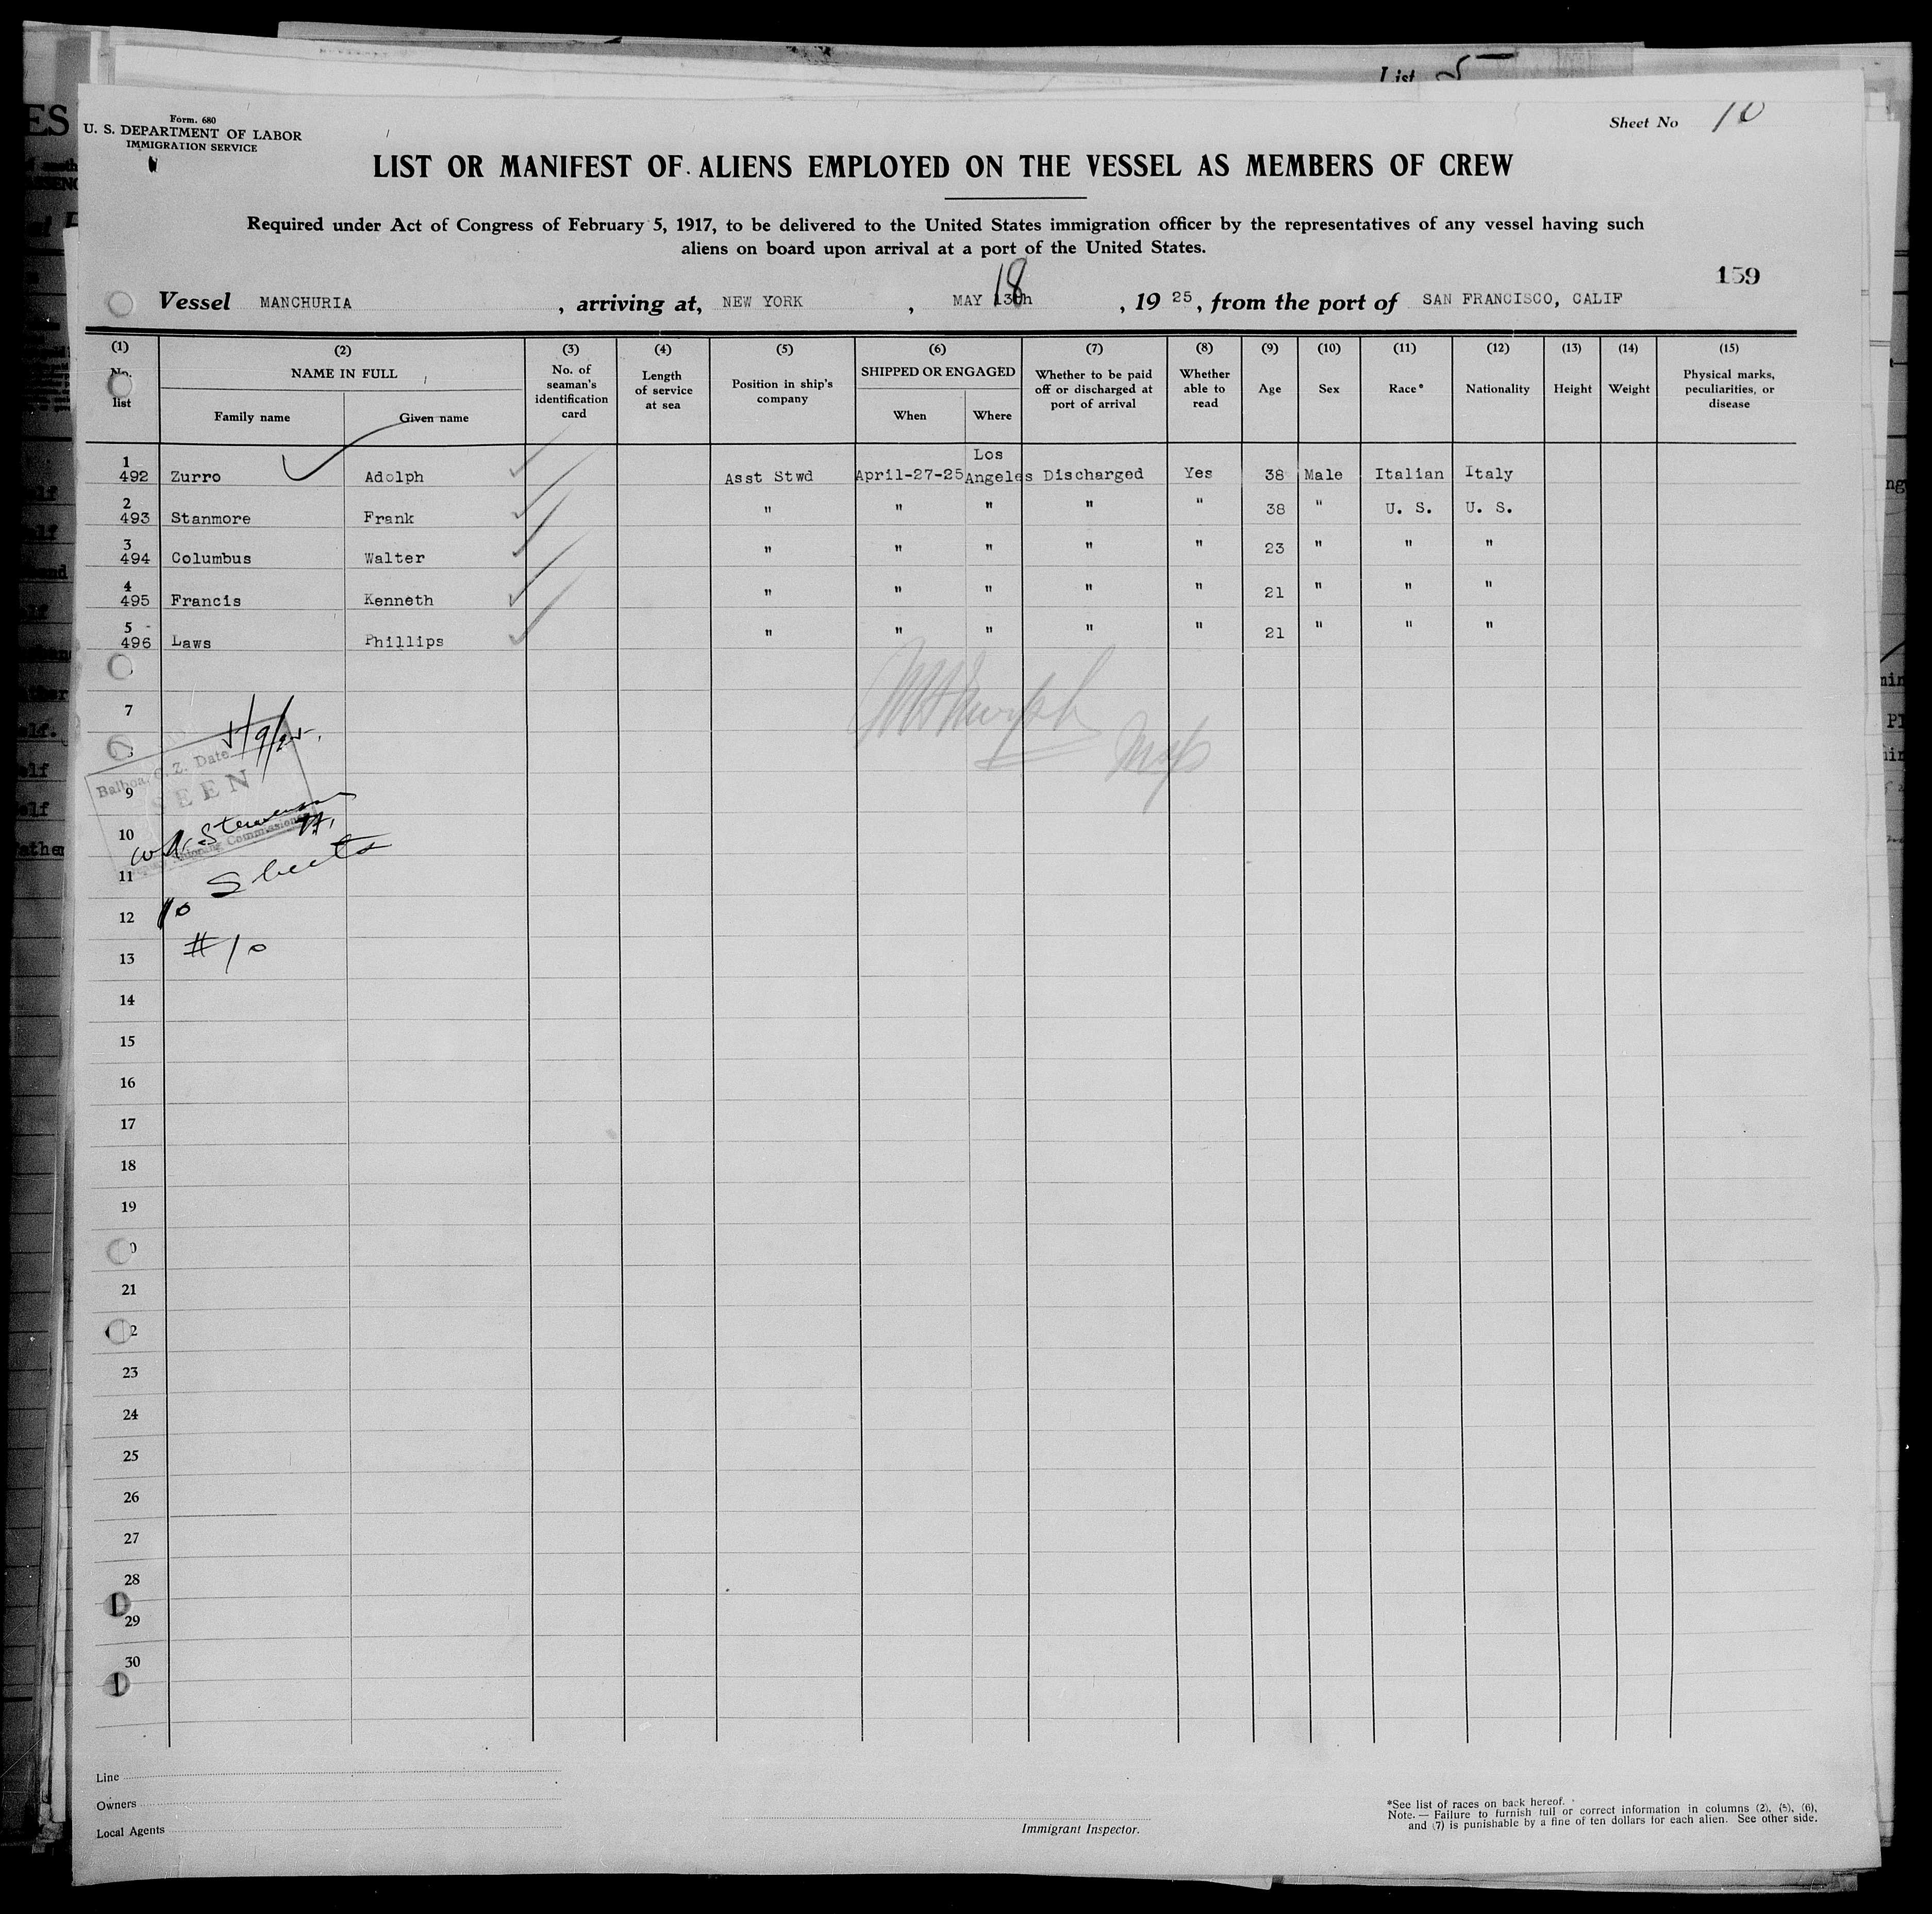 List 5
Form. 680
U. S. DEPARTMENT OF LABOR
IMMIGRATION SERVICE
Sheet No 10
LIST OR MANIFEST OF ALIENS EMPLOYED ON THE VESSEL AS MEMBERS OF CREW
Required under Act of Congress of February 5, 1917, to be delivered to the United States immigration officer by the representatives of any vessel having such
aliens on board upon arrival at a port of the United States.
159
Vessel MANCHURIA , arriving at, NEW YORK , MAY 13th 18 , 19 25 , from the port of SAN FRANCISCO, CALIF
(1) (2) (3) (4) (5) (6) (7) (8) (9) (10) (11) (12) (13) (14) (15)
No. list
NAME IN FULL
Family name Given name
No. of seaman's identification card
Length of service at sea
Position in ship's company
SHIPPED OR ENGAGED
When Where
Whether to be paid off or discharged at port of arrival
Whether able to read
Age
Sex
Race*
Nationality
Height
Weight
Physical marks, peculiarities, or disease
1 492 Zurro Adolph Asst Stwd April-27-25 Los Angeles Discharged Yes 38 Male Italian Italy
2 493 Stanmore Frank " " " " " 38 " U. S. U. S.
3 494 Columbus Walter " " " " " 23 " " "
4 495 Francis Kenneth " " " " " 21 " " "
5 496 Laws Phillips " " " " " 21 " " "
7
Balboa, C. Z. Date
SEEN
9
10
Shipping Commissioner
11
10 Sheets
12
#10
13
14
15
16
17
18
19
21
23
24
25
26
27
28
29
30
Line
Owners
Local Agents
Immigrant Inspector.
*See list of races on back hereof.
Note. — Failure to furnish full or correct information in columns (2), (5), (6),
and (7) is punishable by a fine of ten dollars for each alien. See other side.